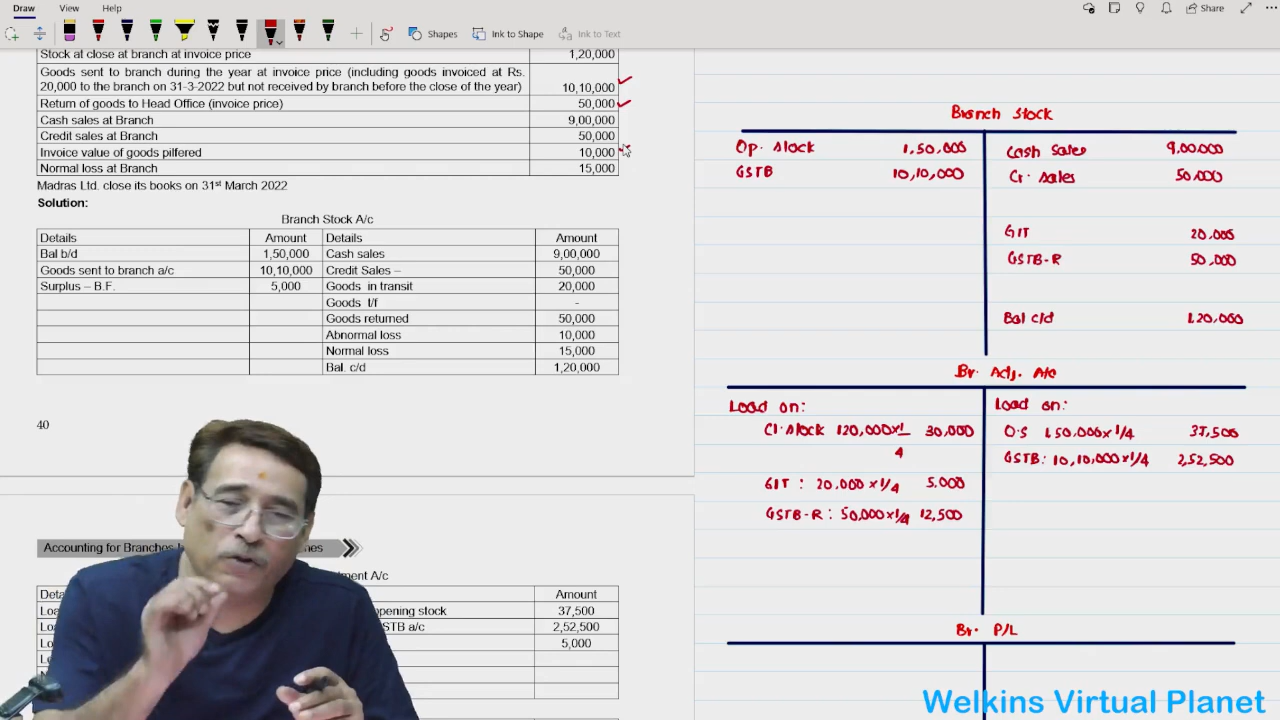 Draw View Help
Share
Shapes
Ink to Shape
Ink to Text
Stock at close at branch at invoice price 1,20,000
Goods sent to branch during the year at invoice price (including goods invoiced at Rs.
20,000 to the branch on 31-3-2022 but not received by branch before the close of the year) 10,10,000
Return of goods to Head Office (invoice price) 50,000
Cash sales at Branch 9,00,000
Credit sales at Branch 50,000
Invoice value of goods pilfered 10,000
Normal loss at Branch 15,000
Madras Ltd. close its books on 31st March 2022
Solution:
Branch Stock A/c
Details Amount Details Amount
Bal b/d 1,50,000 Cash sales 9,00,000
Goods sent to branch a/c 10,10,000 Credit Sales – 50,000
Surplus – B.F. 5,000 Goods in transit 20,000
Goods t/f -
Goods returned 50,000
Abnormal loss 10,000
Normal loss 15,000
Bal. c/d 1,20,000
40
Accounting for Branches
A/c
Amount
opening stock 37,500
STB a/c 2,52,500
5,000
Branch Stock
Op. Stock 1,50,000 Cash sales 9,00,000
GSTB 10,10,000 Cr. Sales 50,000
GIT 20,000
GSTB-R 50,000
Bal c/d 1,20,000
Br. Adj. A/c
Load on: Load on:
Cl. Stock 120,000×1/4 30,000 O.S 1,50,000×1/4 37,500
GSTB: 10,10,000×1/4 2,52,500
GIT : 20,000×1/4 5,000
GSTB-R : 50,000×1/4 12,500
Br. P/L
Welkins Virtual Planet